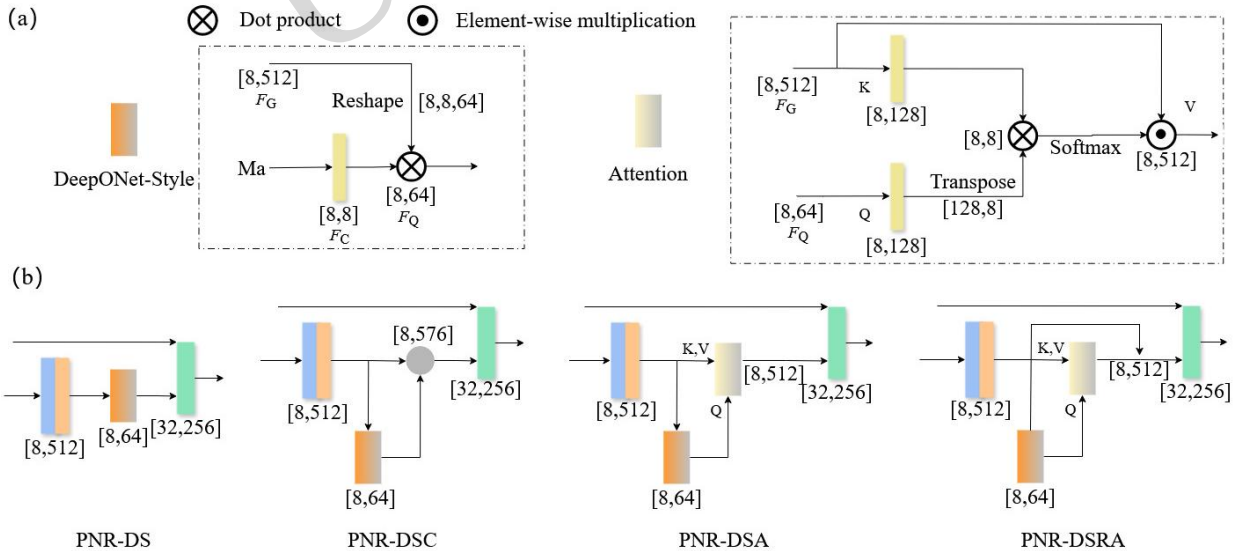 (a)
Dot product
Element-wise multiplication
DeepONet-Style
[8,512]
F_G
Reshape
[8,8,64]
Ma
[8,8]
F_C
[8,64]
F_Q
Attention
[8,512]
F_G
K
[8,128]
[8,8]
Softmax
V
[8,512]
Transpose
[128,8]
[8,64]
F_Q
Q
[8,128]
(b)
[8,512]
[8,64]
[32,256]
PNR-DS
[8,576]
[8,512]
[32,256]
[8,64]
PNR-DSC
K,V
[8,512]
[8,512]
Q
[32,256]
[8,64]
PNR-DSA
K,V
[8,512]
[8,512]
Q
[32,256]
[8,64]
PNR-DSRA